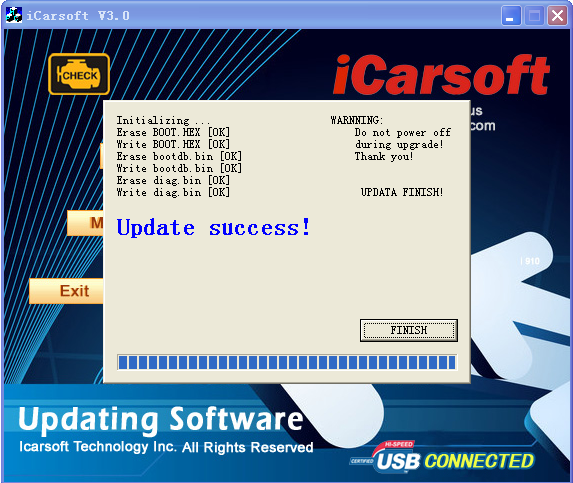 iCarsoft V3.0
CHECK
iCarsoft
us
com
Initializing ...
Erase BOOT.HEX [OK]
Write BOOT.HEX [OK]
Erase bootdb.bin [OK]
Write bootdb.bin [OK]
Erase diag.bin [OK]
Write diag.bin [OK]
WARNNING:
Do not power off
during upgrade!
Thank you!
UPDATA FINISH!
Update success!
M
Exit
FINISH
Updating Software
Icarsoft Technology Inc. All Rights Reserved
HI-SPEED
CERTIFIED USB CONNECTED